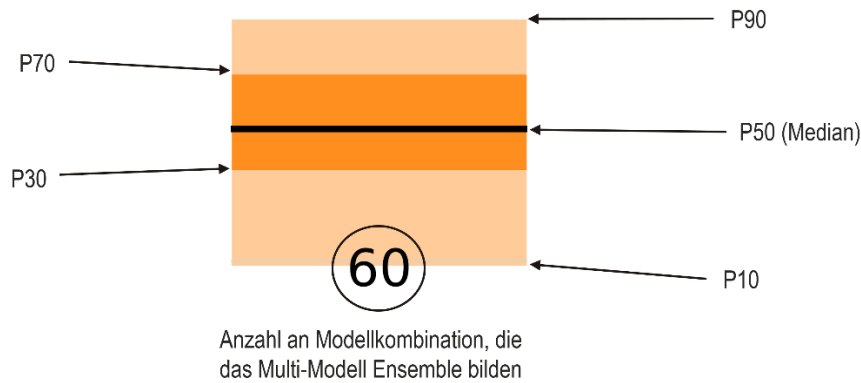 P90
P70
P50 (Median)
P30
P10
60
Anzahl an Modellkombination, die
das Multi-Modell Ensemble bilden